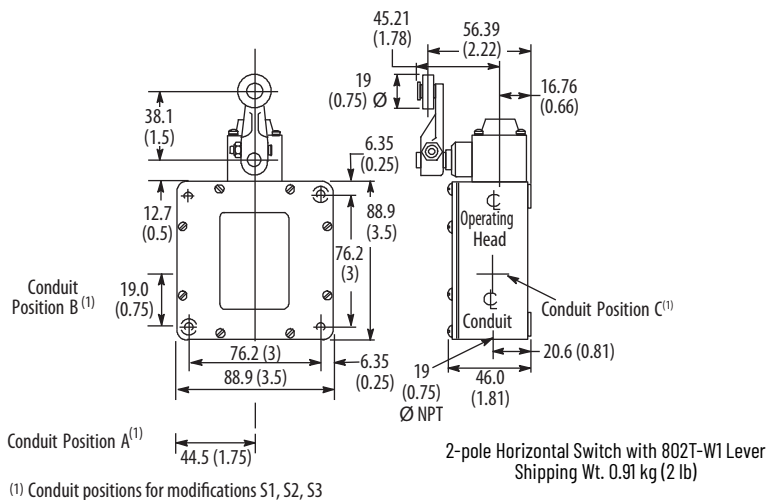 45.21
(1.78)
56.39
(2.22)
19
(0.75) Ø
16.76
(0.66)
38.1
(1.5)
6.35
(0.25)
12.7
(0.5)
88.9
(3.5)
76.2
(3)
Conduit
Position B (1)
19.0
(0.75)
76.2 (3)
88.9 (3.5)
6.35
(0.25)
Conduit Position A(1)
44.5 (1.75)
℄
Operating
Head
℄
Conduit
Conduit Position C(1)
20.6 (0.81)
19
(0.75)
Ø NPT
46.0
(1.81)
2-pole Horizontal Switch with 802T-W1 Lever
Shipping Wt. 0.91 kg (2 lb)
(1) Conduit positions for modifications S1, S2, S3